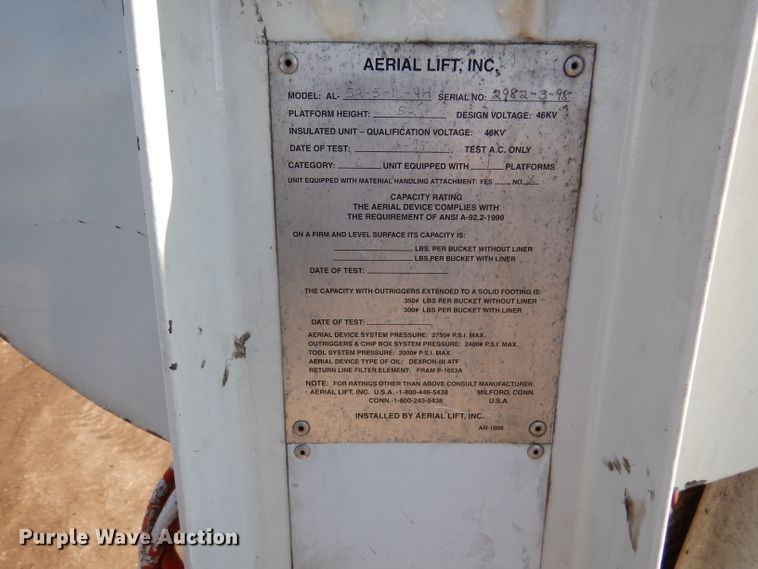 AERIAL LIFT, INC.
MODEL: AL- SERIAL NO: 2982-3-98
PLATFORM HEIGHT: 52 DESIGN VOLTAGE: 46KV
INSULATED UNIT - QUALIFICATION VOLTAGE: 46KV
DATE OF TEST: TEST A.C. ONLY
CATEGORY: C UNIT EQUIPPED WITH 1 PLATFORMS
UNIT EQUIPPED WITH MATERIAL HANDLING ATTACHMENT: YES NO X
CAPACITY RATING
THE AERIAL DEVICE COMPLIES WITH
THE REQUIREMENT OF ANSI A-92.2-1990
ON A FIRM AND LEVEL SURFACE ITS CAPACITY IS:
LBS. PER BUCKET WITHOUT LINER
LBS.PER BUCKET WITH LINER
DATE OF TEST:
THE CAPACITY WITH OUTRIGGERS EXTENDED TO A SOLID FOOTING IS:
350# LBS PER BUCKET WITHOUT LINER
300# LBS PER BUCKET WITH LINER
DATE OF TEST:
AERIAL DEVICE SYSTEM PRESSURE: 2750# P.S.I. MAX.
OUTRIGGERS & CHIP BOX SYSTEM PRESSURE: 2400# P.S.I. MAX.
TOOL SYSTEM PRESSURE: 2000# P.S.I. MAX.
AERIAL DEVICE TYPE OF OIL: DEXRON-III ATF
RETURN LINE FILTER ELEMENT: FRAM P-1653A
NOTE: FOR RATINGS OTHER THAN ABOVE CONSULT MANUFACTURER.
AERIAL LIFT, INC. U.S.A. -1-800-446-5438 MILFORD, CONN.
CONN.-1-800-245-5438 U.S.A.
INSTALLED BY AERIAL LIFT, INC.
AR-1609
Purple Wave Auction